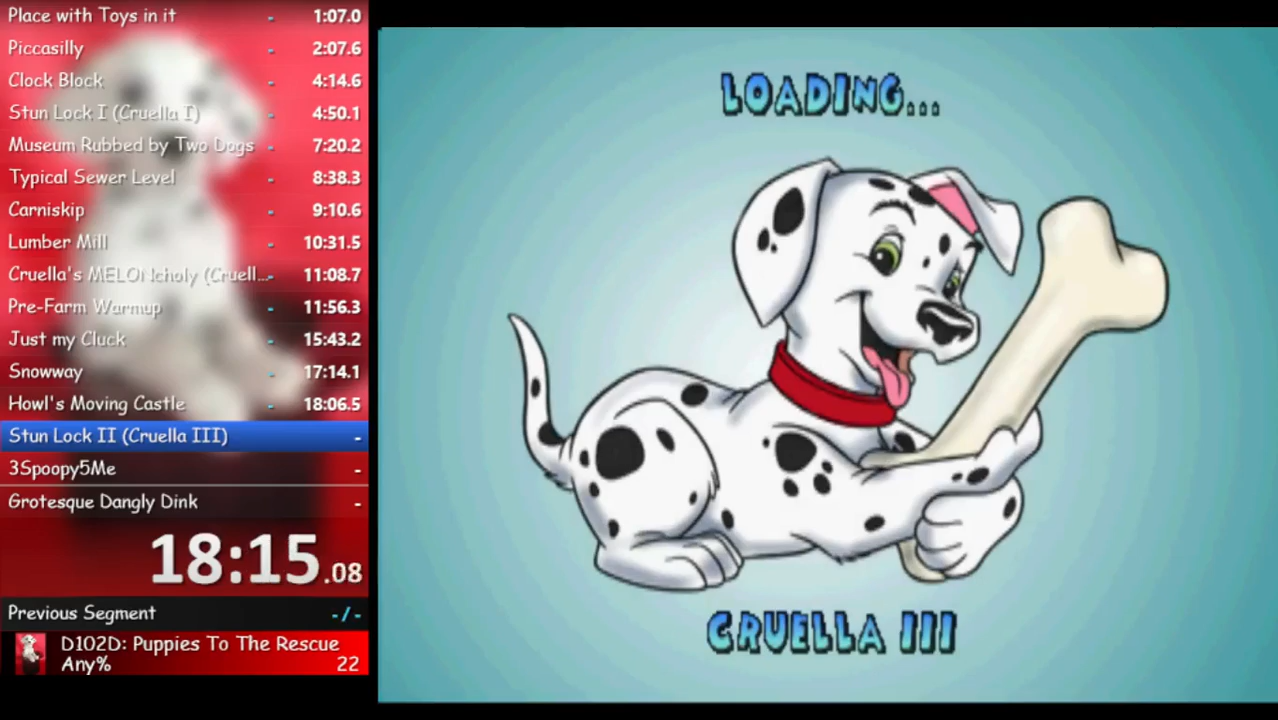 Place with Toys in it - 1:07.0
Piccasilly - 2:07.6
Clock Block - 4:14.6
Stun Lock I (Cruella I) - 4:50.1
Museum Rubbed by Two Dogs - 7:20.2
Typical Sewer Level - 8:38.3
Carniskip - 9:10.6
Lumber Mill - 10:31.5
Cruella's MELONcholy (Cruell... - 11:08.7
Pre-Farm Warmup - 11:56.3
Just my Cluck - 15:43.2
Snowway - 17:14.1
Howl's Moving Castle - 18:06.5
Stun Lock II (Cruella III) -
3Spoopy5Me -
Grotesque Dangly Dink -
18:15.08
Previous Segment -/-
D102D: Puppies To The Rescue
Any% 22
LOADING...
CRUELLA III